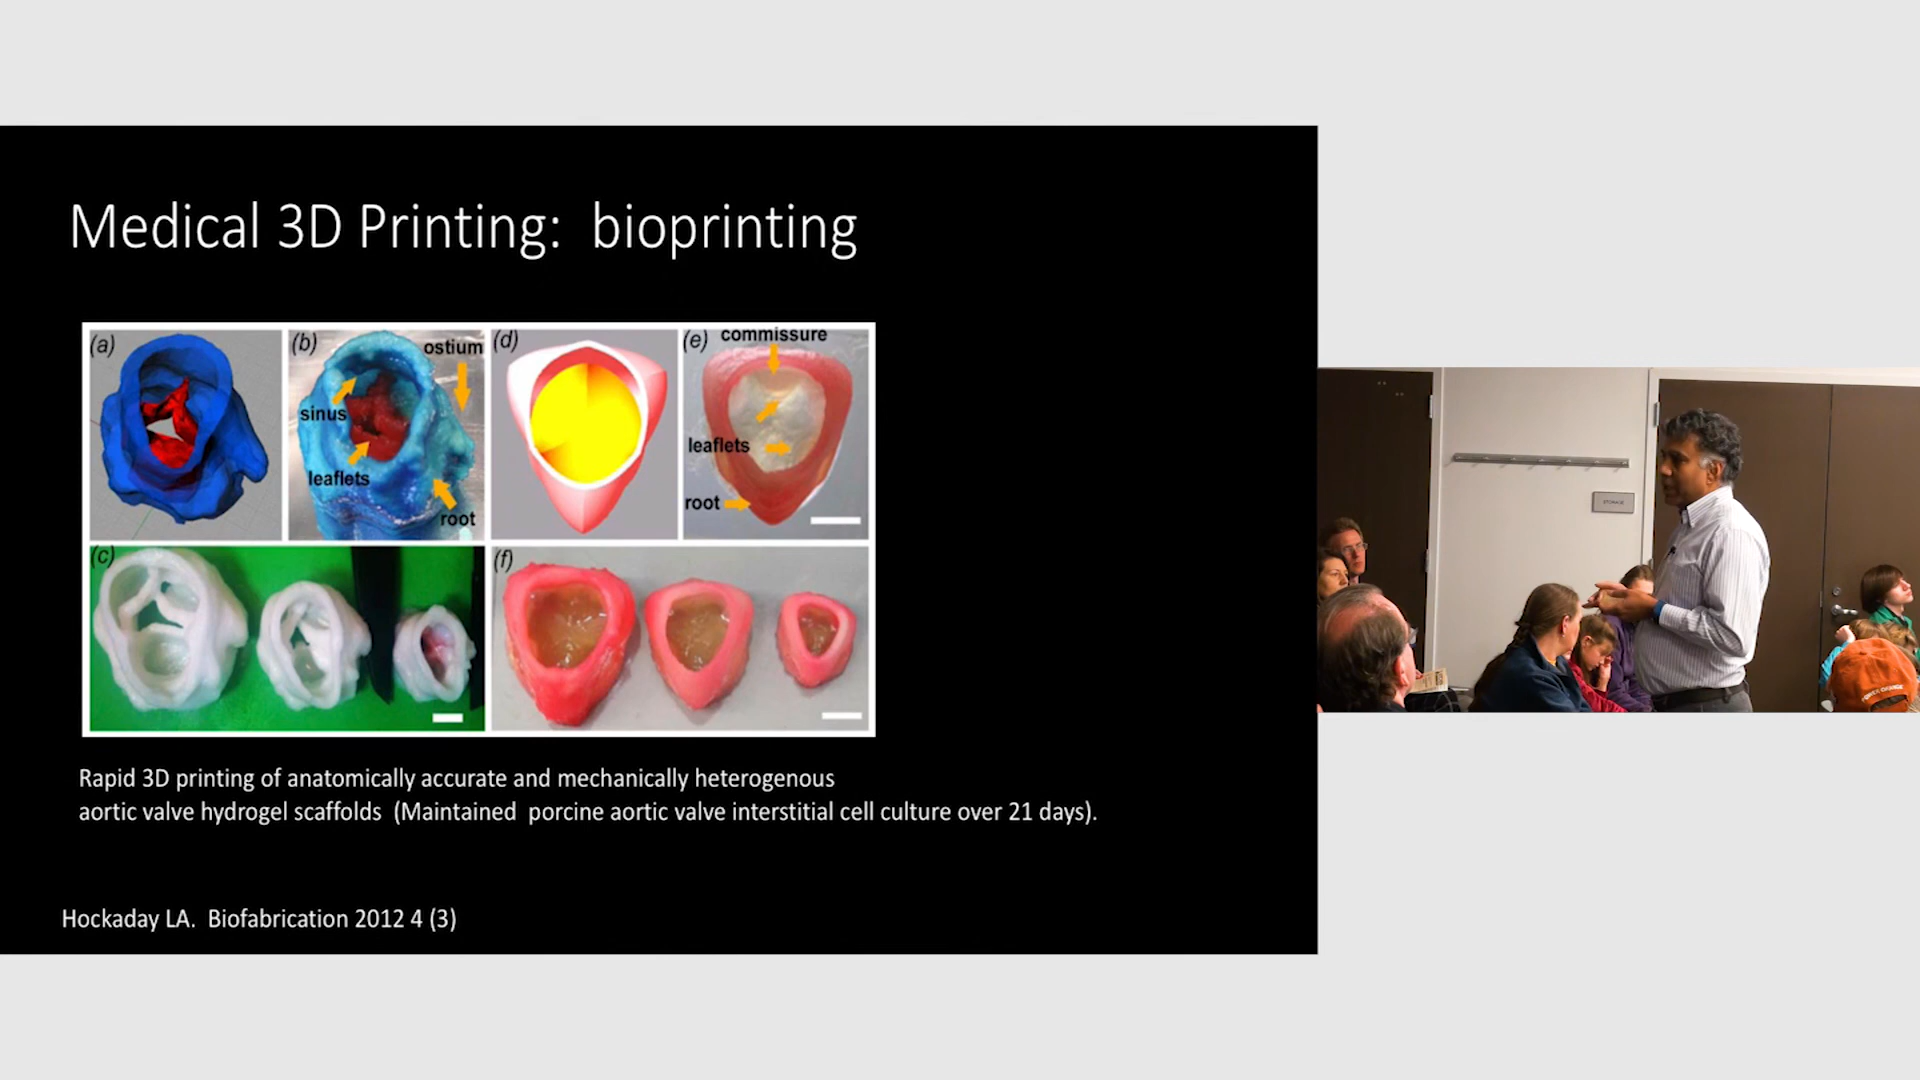 Medical 3D Printing: bioprinting
(a)
(b)
ostium
sinus
leaflets
root
(d)
(e)
commissure
leaflets
root
(c)
(f)
Rapid 3D printing of anatomically accurate and mechanically heterogenous
aortic valve hydrogel scaffolds (Maintained porcine aortic valve interstitial cell culture over 21 days).
Hockaday LA. Biofabrication 2012 4 (3)
STORAGE